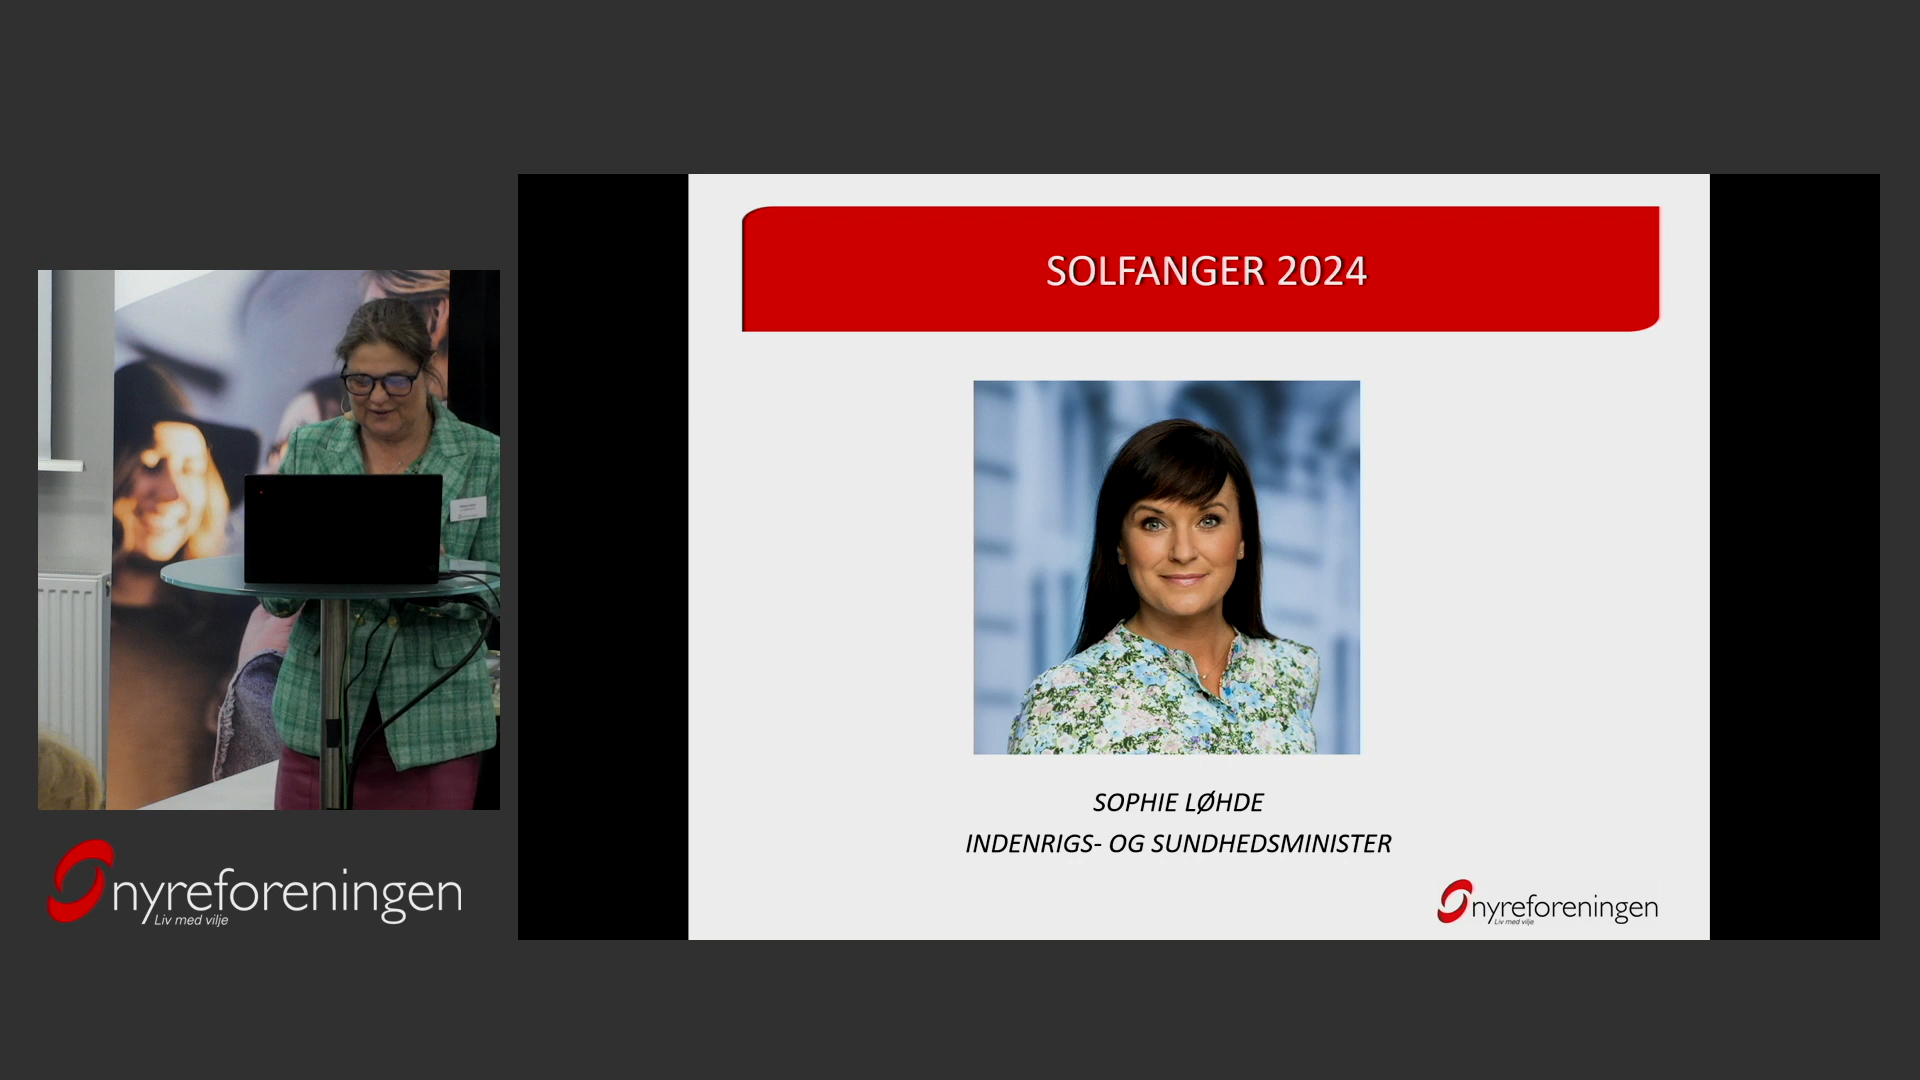 SOLFANGER 2024
SOPHIE LØHDE
INDENRIGS- OG SUNDHEDSMINISTER
nyreforeningen
Liv med vilje
nyreforeningen
Liv med vilje